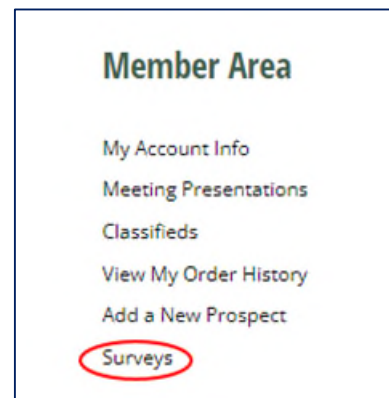 Member Area
My Account Info
Meeting Presentations
Classifieds
View My Order History
Add a New Prospect
Surveys